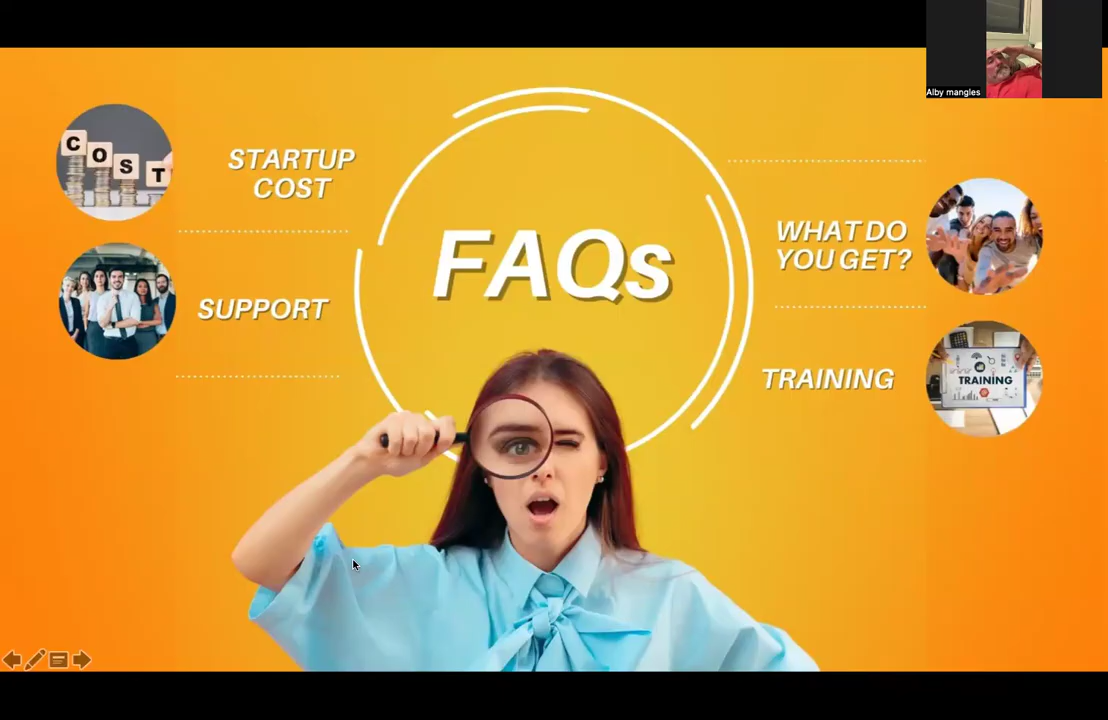 Alby mangles
COST
STARTUP
COST
SUPPORT
FAQs
WHAT DO
YOU GET?
TRAINING
TRAINING